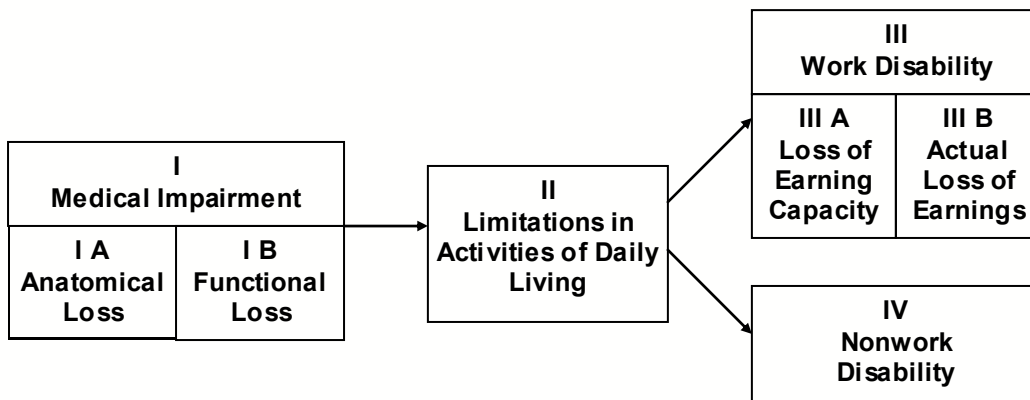 I
Medical Impairment
I A
Anatomical
Loss
I B
Functional
Loss
II
Limitations in
Activities of Daily
Living
III
Work Disability
III A
Loss of
Earning
Capacity
III B
Actual
Loss of
Earnings
IV
Nonwork
Disability